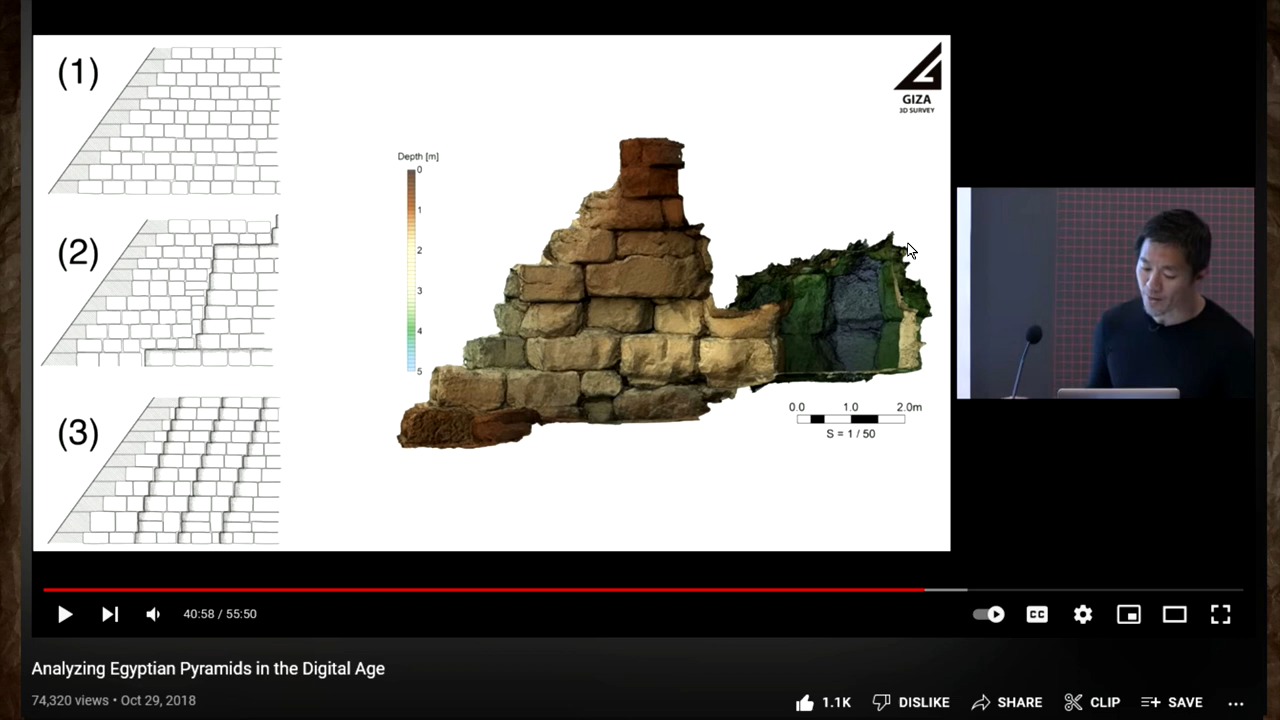 (1)
(2)
(3)
GIZA
3D SURVEY
Depth [m]
0
1
2
3
4
5
0.0 1.0 2.0m
S = 1 / 50
40:58 / 55:50
CC
Analyzing Egyptian Pyramids in the Digital Age
74,320 views • Oct 29, 2018
1.1K DISLIKE SHARE CLIP SAVE